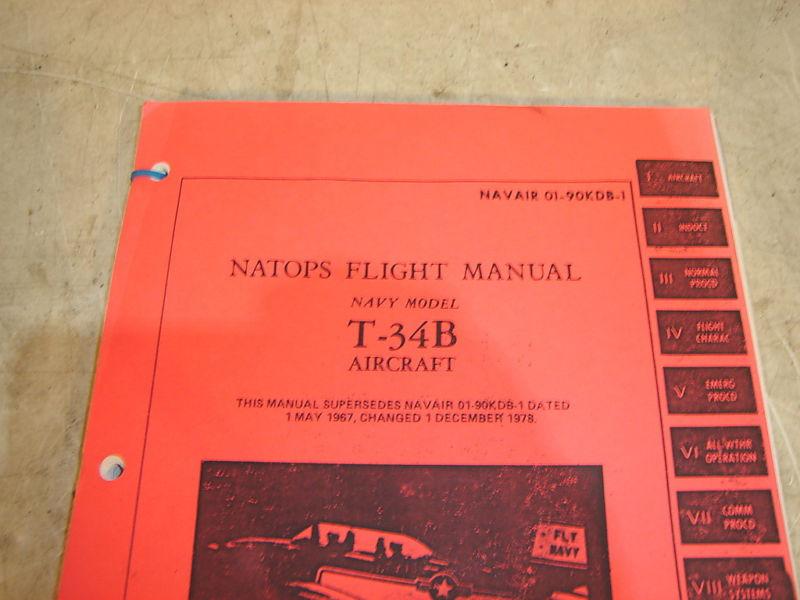 NAVAIR 01-90KDB-1
NATOPS FLIGHT MANUAL
NAVY MODEL
T-34B
AIRCRAFT
THIS MANUAL SUPERSEDES NAVAIR 01-90KDB-1 DATED
1 MAY 1967, CHANGED 1 DECEMBER 1978.
FLY
NAVY
I AIRCRAFT
II INDOCT
III NORMAL
PROCD
IV FLIGHT
CHARAC
V EMERG
PROCD
VI ALL-WTHR
OPERATION
VII COMM
PROCD
VIII WEAPON
SYSTEMS